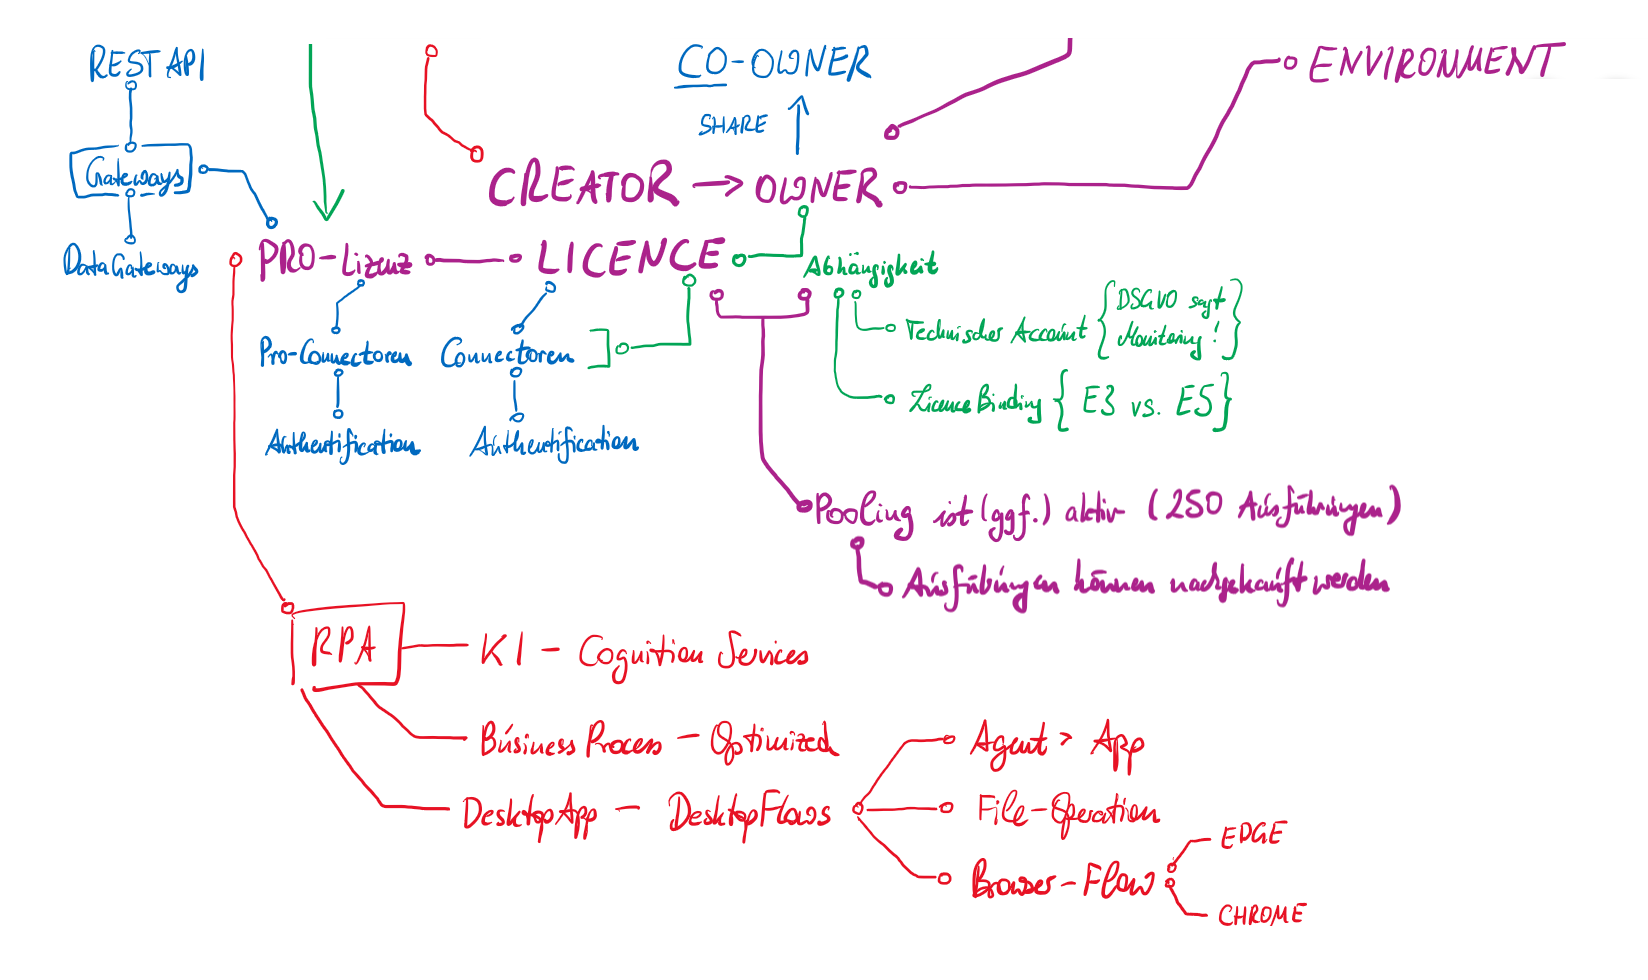 REST API
CO-OWNER
ENVIRONMENT
SHARE
Gateways
CREATOR → OWNER
DataGateways
PRO-Lizenz
LICENCE
Abhängigkeit
Technischer Account { DSGVO sagt
Monitoring! }
Pro-Connectoren
Connectoren ]
LicenceBinding { E3 vs. E5 }
Authentification
Authentification
Pooling ist (ggf.) aktiv (250 Ausführungen)
Ausführungen können nachgekauft werden
RPA
KI - Cognition Services
Business Process - Optimized
Agent > App
DesktopApp - DesktopFlows
File-Operation
EDGE
Browser-Flow
CHROME